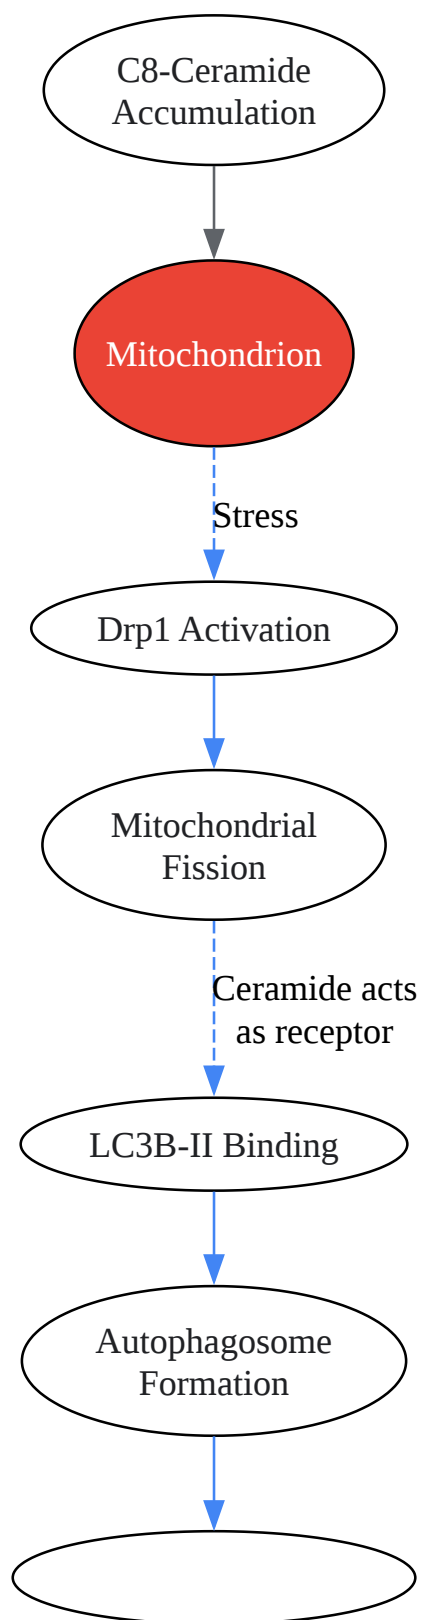 C8-Ceramide
Accumulation
Mitochondrion
Stress
Drp1 Activation
Mitochondrial
Fission
Ceramide acts
as receptor
LC3B-II Binding
Autophagosome
Formation